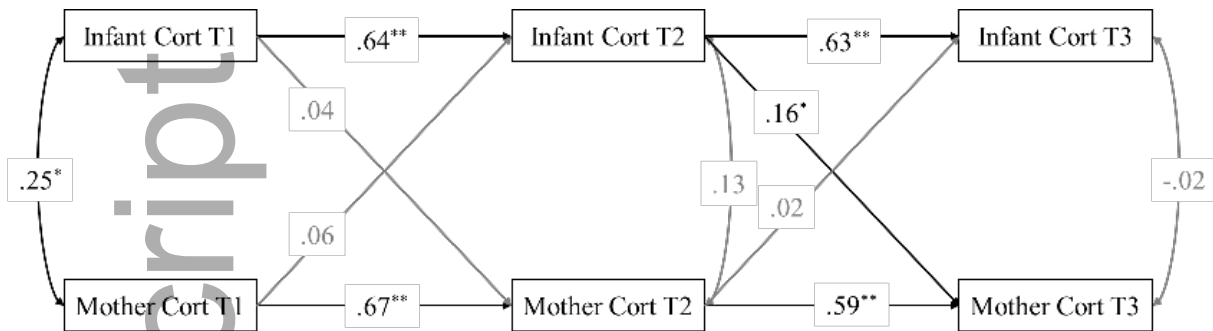 Infant Cort T1
.64**
Infant Cort T2
.63**
Infant Cort T3
.04
.16*
.25*
.13
-.02
.02
.06
Mother Cort T1
.67**
Mother Cort T2
.59**
Mother Cort T3
cript